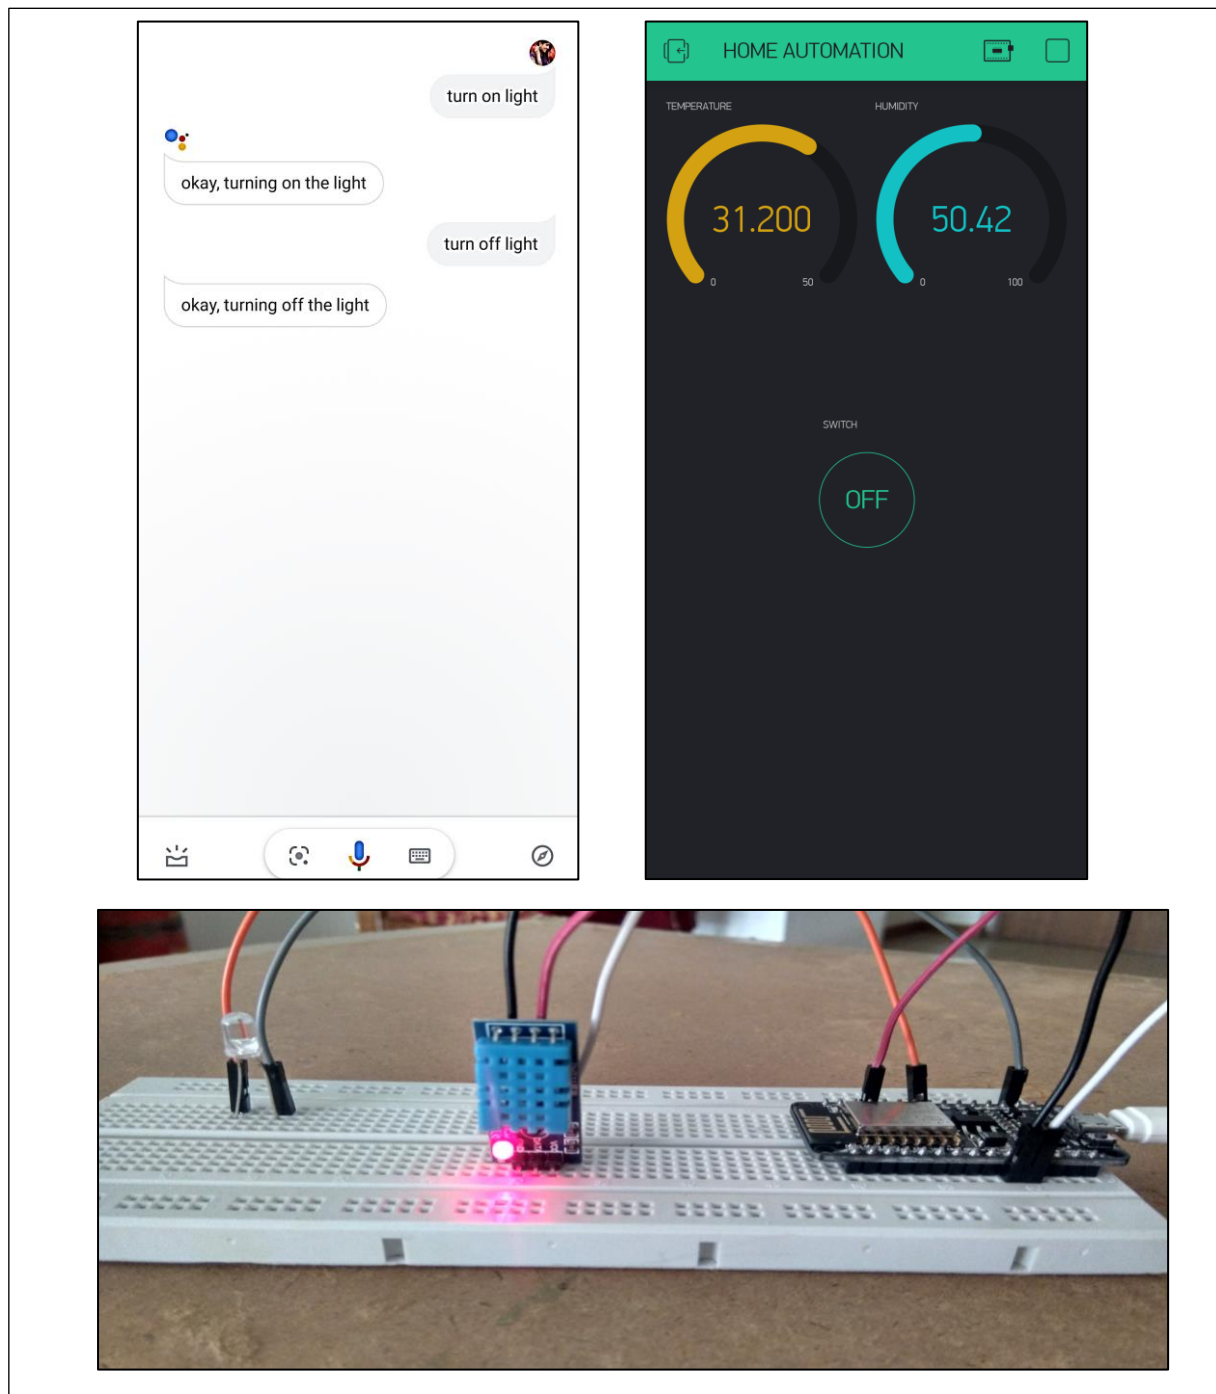 turn on light
okay, turning on the light
turn off light
okay, turning off the light
HOME AUTOMATION
TEMPERATURE
HUMIDITY
31.200
50.42
0
50
0
100
SWITCH
OFF